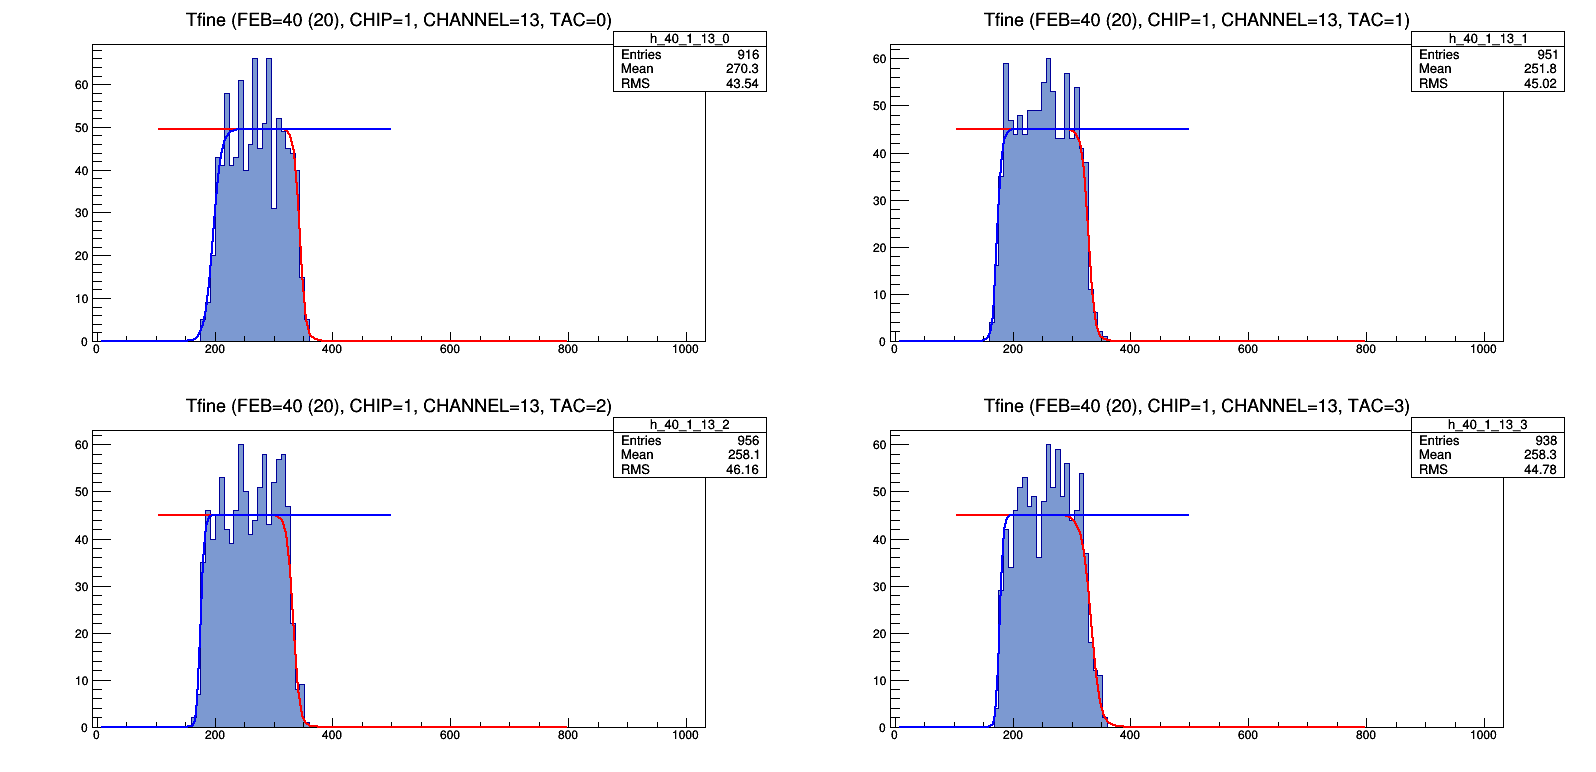 Tfine (FEB=40 (20), CHIP=1, CHANNEL=13, TAC=0)
h_40_1_13_0
Entries 916
Mean 270.3
RMS 43.54
60
50
40
30
20
10
0
0 200 400 600 800 1000
Tfine (FEB=40 (20), CHIP=1, CHANNEL=13, TAC=1)
h_40_1_13_1
Entries 951
Mean 251.8
RMS 45.02
60
50
40
30
20
10
0
0 200 400 600 800 1000
Tfine (FEB=40 (20), CHIP=1, CHANNEL=13, TAC=2)
h_40_1_13_2
Entries 956
Mean 258.1
RMS 46.16
60
50
40
30
20
10
0
0 200 400 600 800 1000
Tfine (FEB=40 (20), CHIP=1, CHANNEL=13, TAC=3)
h_40_1_13_3
Entries 938
Mean 258.3
RMS 44.78
60
50
40
30
20
10
0
0 200 400 600 800 1000